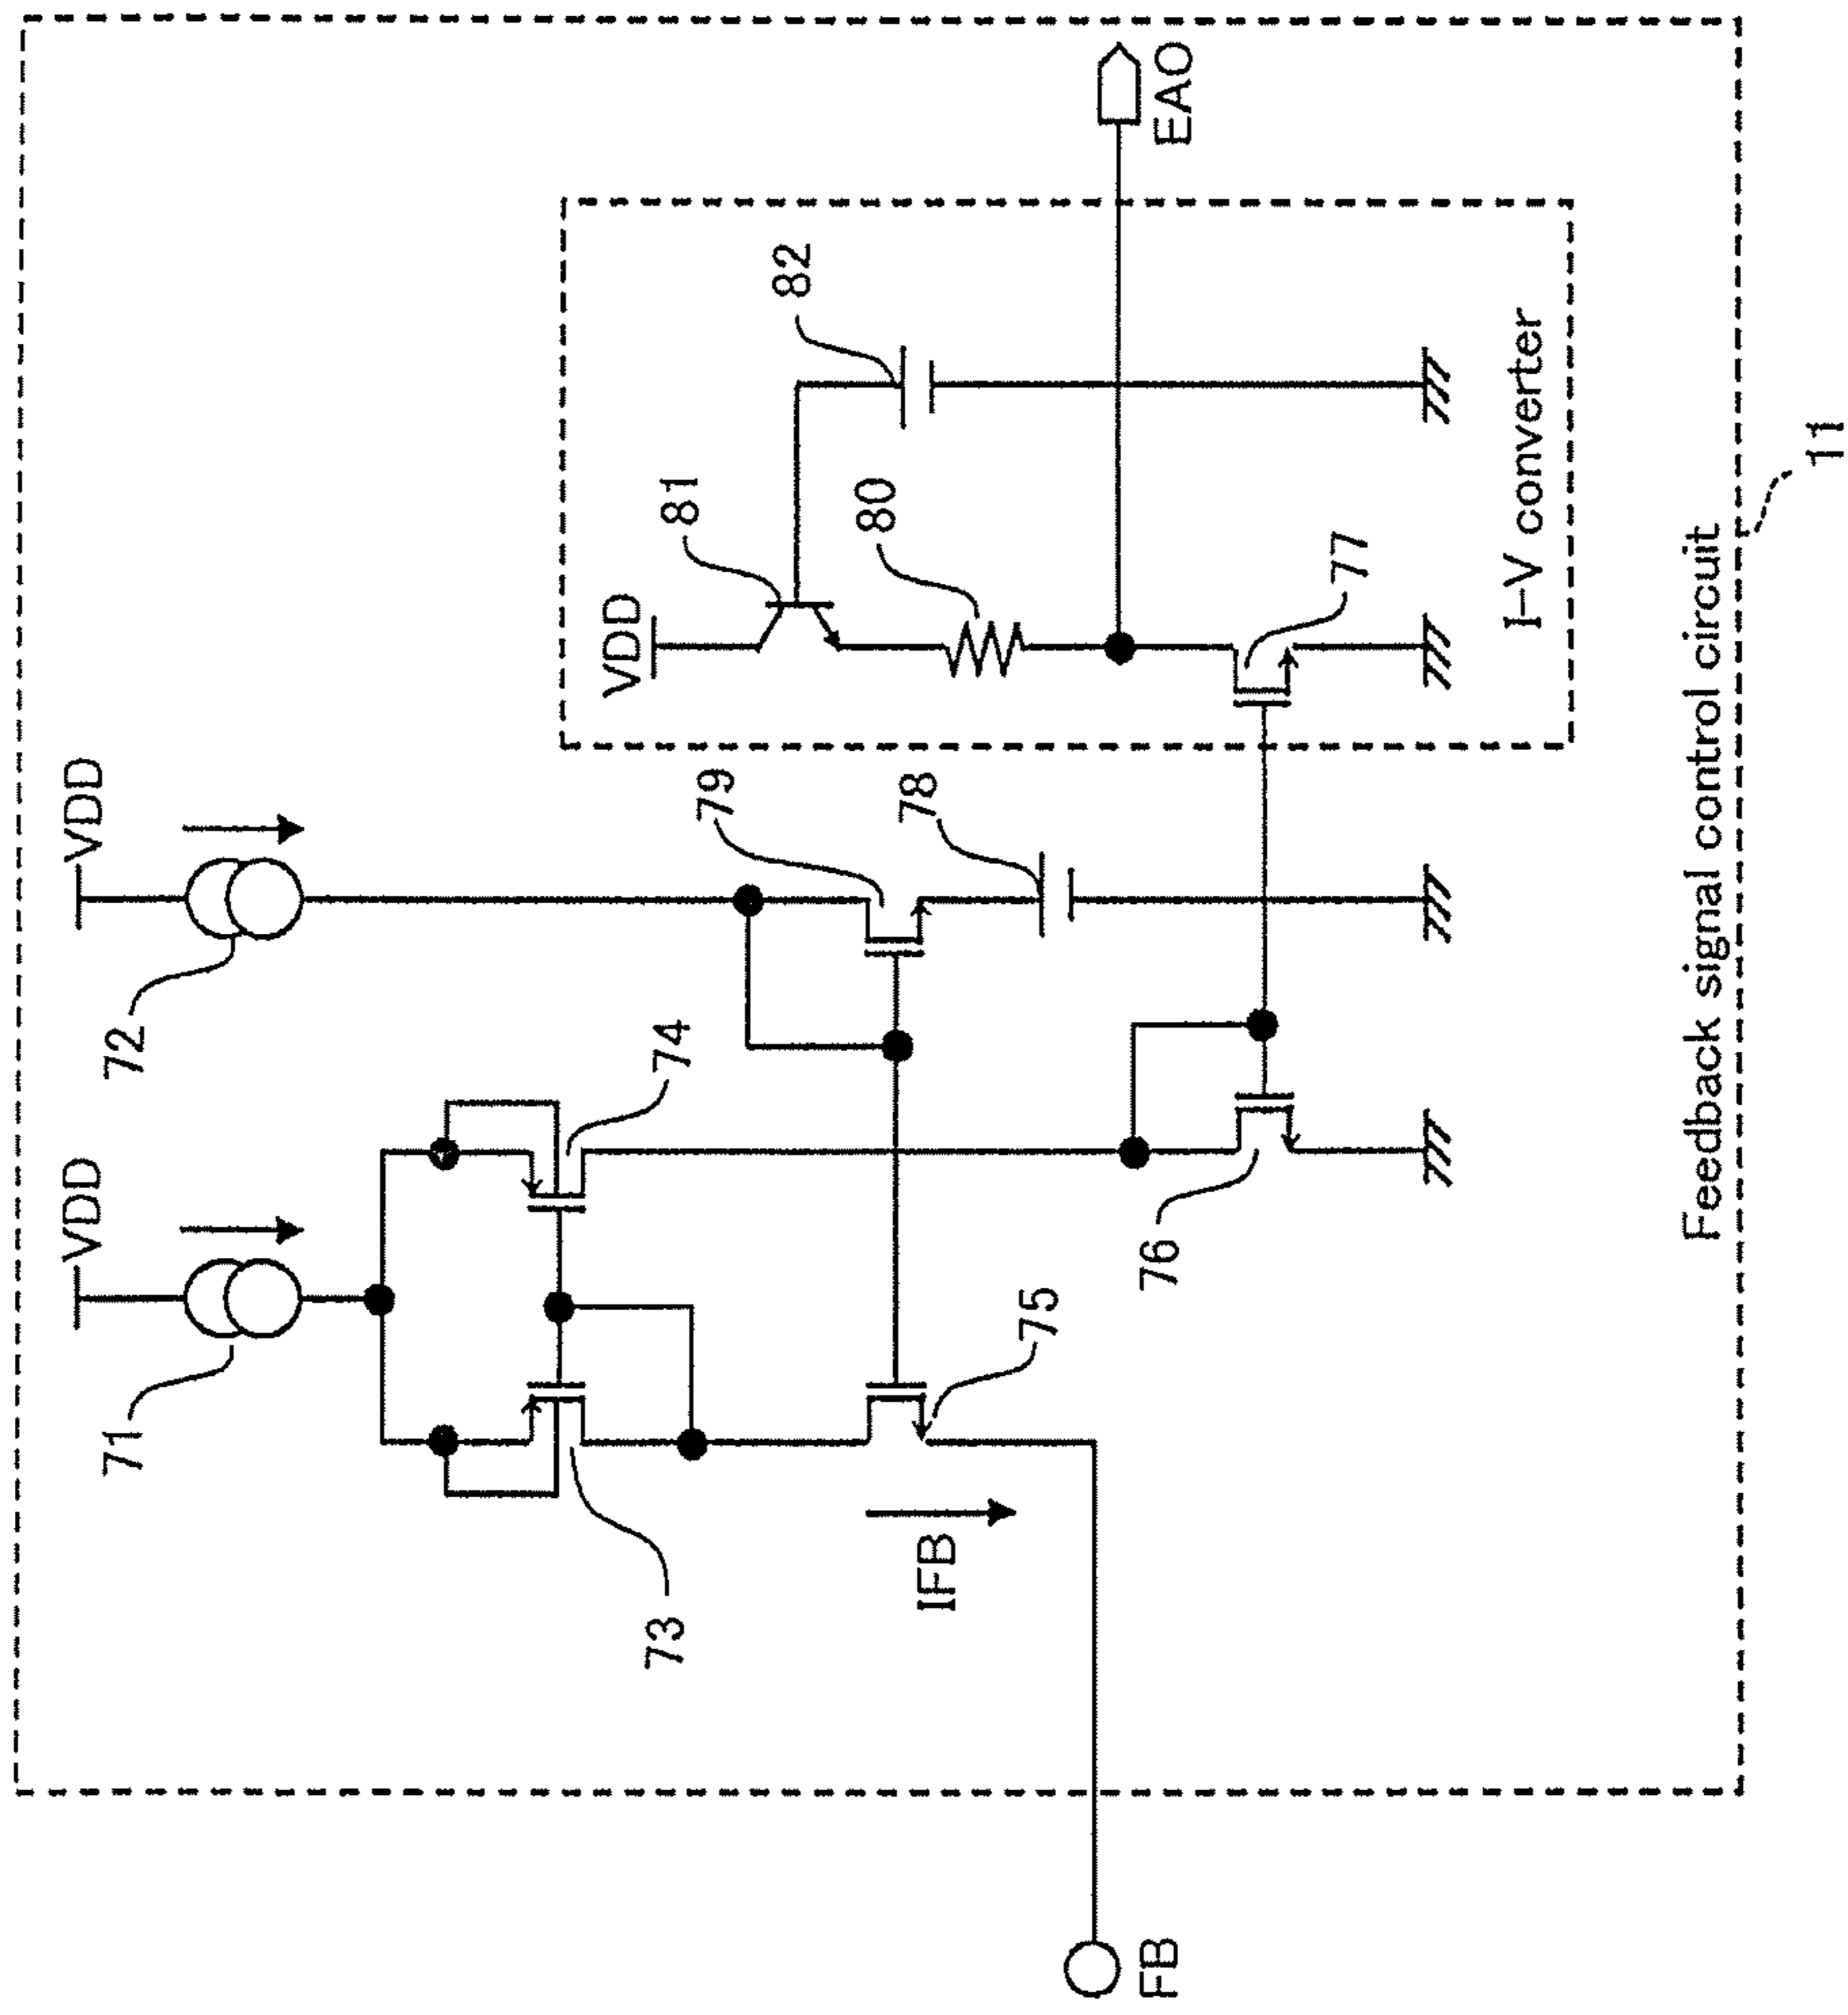 VDD
VDD
71
72
73
74
79
78
IFB
75
76
VDD
81
80
82
77
I-V converter
EAO
FB
Feedback signal control circuit
11